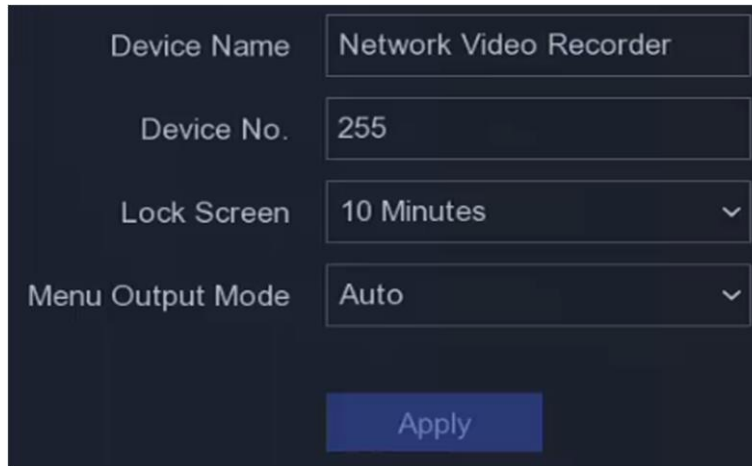 Device Name Network Video Recorder
Device No. 255
Lock Screen 10 Minutes
Menu Output Mode Auto
Apply